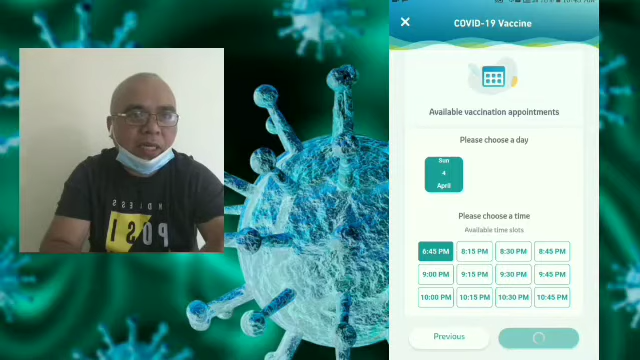 COVID-19 Vaccine
Available vaccination appointments
Please choose a day
Sun
4
April
Please choose a time
Available time slots
6:45 PM 8:15 PM 8:30 PM 8:45 PM
9:00 PM 9:15 PM 9:30 PM 9:45 PM
10:00 PM 10:15 PM 10:30 PM 10:45 PM
Previous